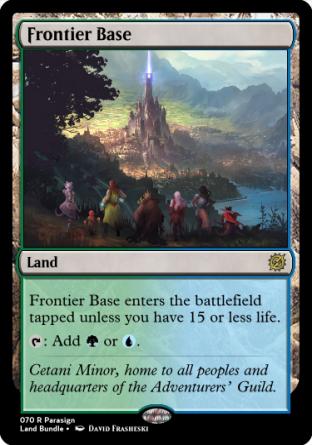 Frontier Base
Land
Frontier Base enters the battlefield
tapped unless you have 15 or less life.
: Add or .
Cetani Minor, home to all peoples and
headquarters of the Adventurers' Guild.
070 R Parasign
Land Bundle • David Frasheski